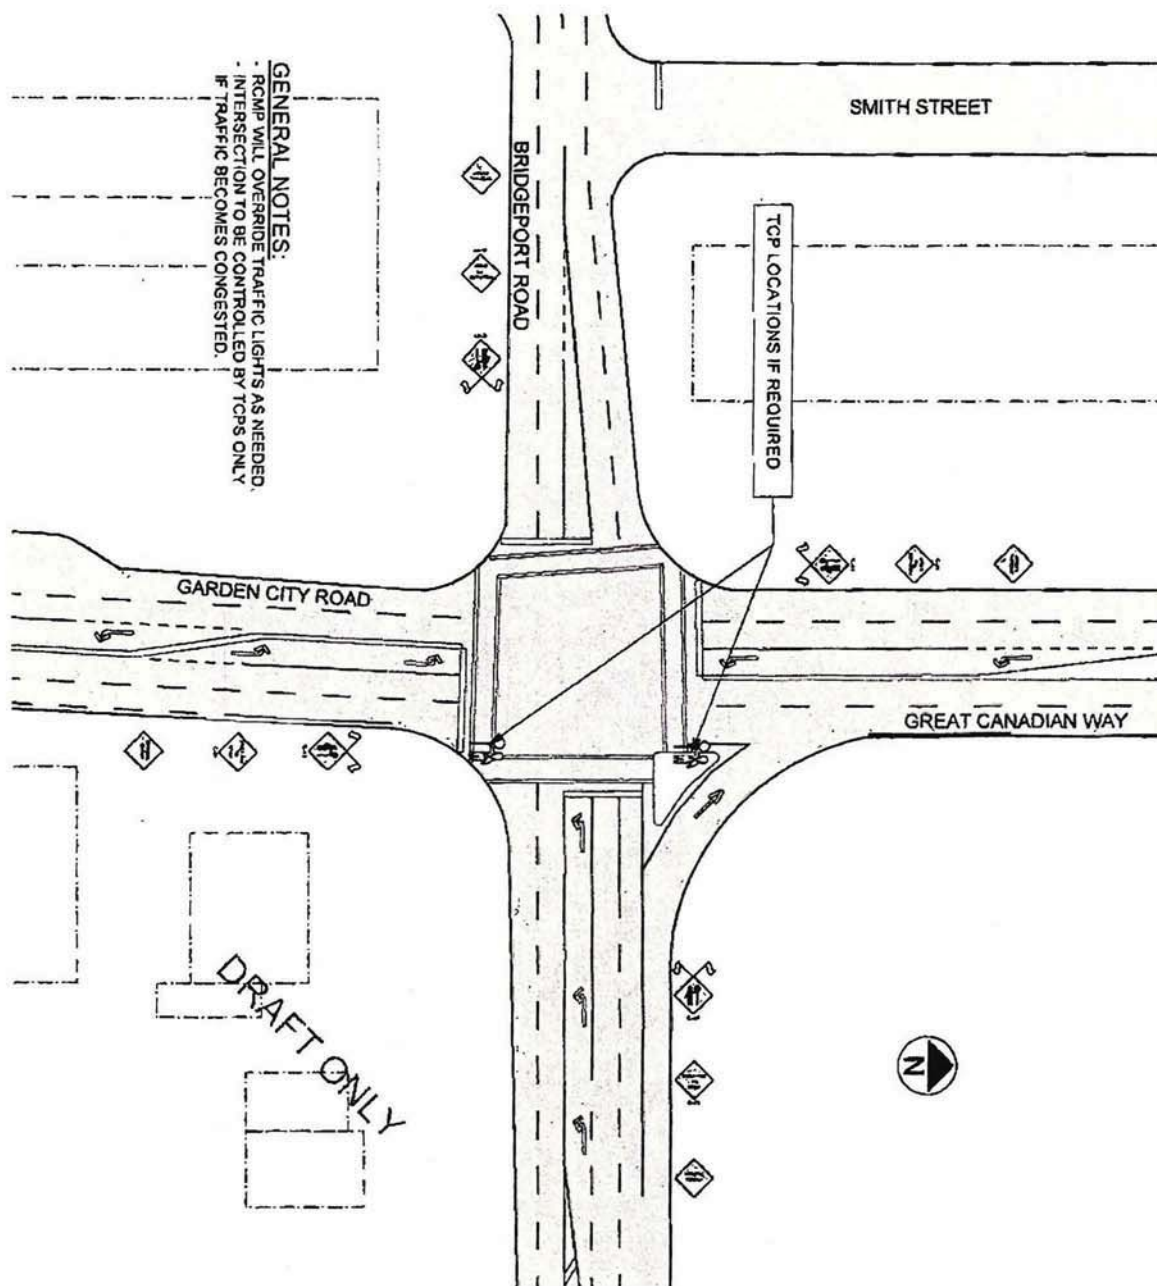 GENERAL NOTES:
- RCMP WILL OVERRIDE TRAFFIC LIGHTS AS NEEDED.
- INTERSECTION TO BE CONTROLLED BY TCPS ONLY
IF TRAFFIC BECOMES CONGESTED.
BRIDGEPORT ROAD
SMITH STREET
TCP LOCATIONS IF REQUIRED
GARDEN CITY ROAD
GREAT CANADIAN WAY
DRAFT ONLY
N